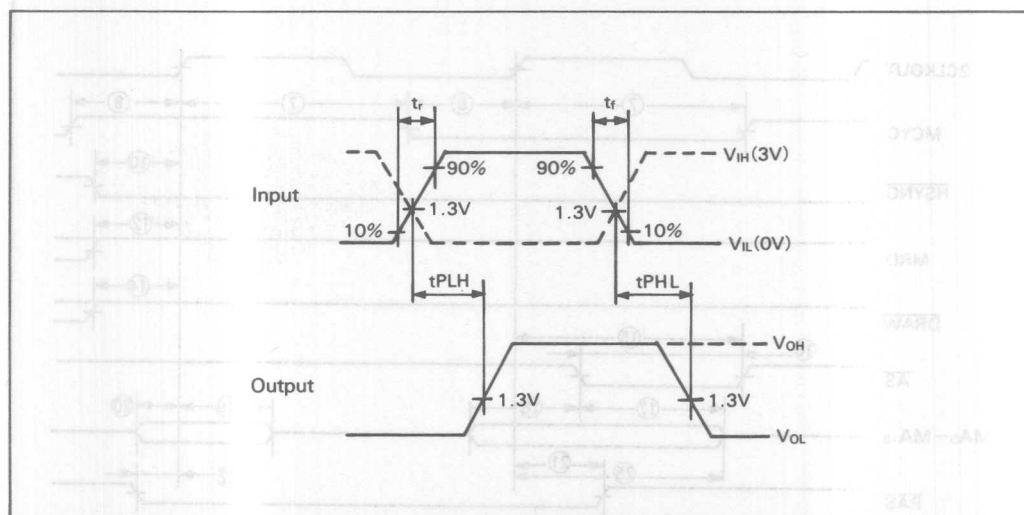 tr
tf
VIH(3V)
90%
90%
Input
1.3V
1.3V
10%
10%
VIL(0V)
tPLH
tPHL
VOH
Output
1.3V
1.3V
VOL